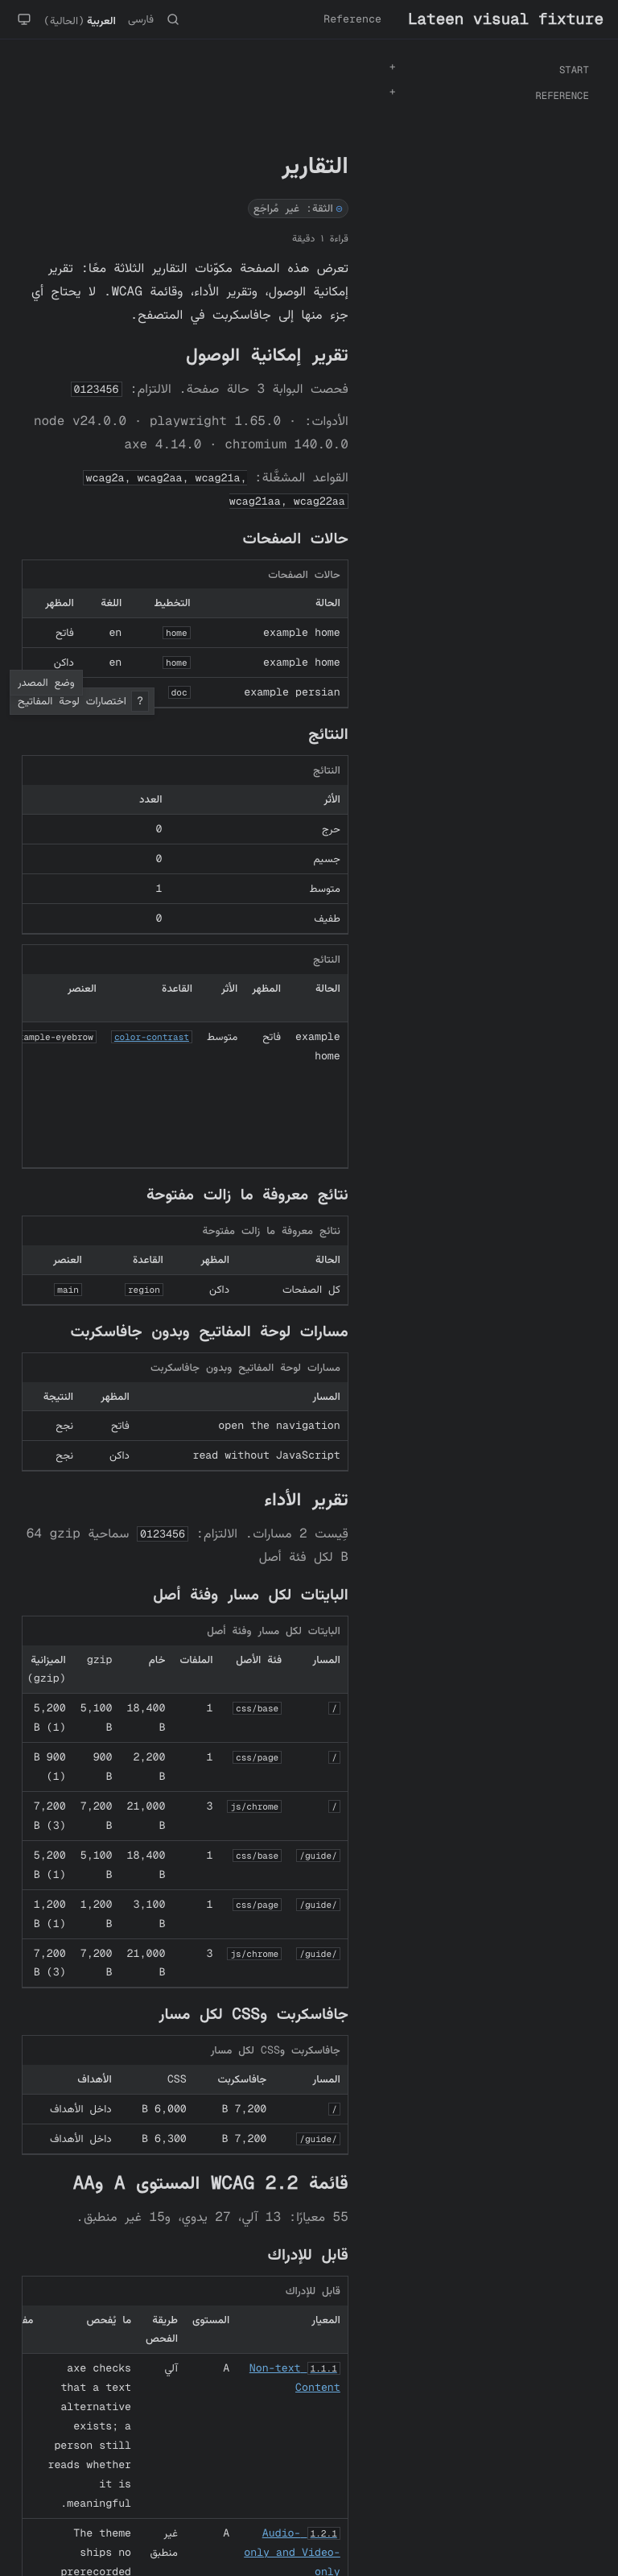 Lateen visual fixture
Reference
فارسی
العربية (الحالية)
START
+
REFERENCE
+
التقارير
الثقة: غير مُراجَع
قراءة ١ دقيقة
تعرض هذه الصفحة مكوّنات التقارير الثلاثة معًا: تقرير
إمكانية الوصول، وتقرير الأداء، وقائمة WCAG. لا يحتاج أي
جزء منها إلى جافاسكربت في المتصفح.
تقرير إمكانية الوصول
فحصت البوابة 3 حالة صفحة. الالتزام: 0123456
الأدوات: node v24.0.0 · playwright 1.65.0 ·
axe 4.14.0 · chromium 140.0.0
القواعد المشغَّلة: wcag2a, wcag2aa, wcag21a,
wcag21aa, wcag22aa
حالات الصفحات
حالات الصفحات
الحالة التخطيط اللغة المظهر
example home home en فاتح
example home home en داكن
example persian doc
وضع المصدر
? اختصارات لوحة المفاتيح
النتائج
النتائج
الأثر العدد
حرج 0
جسيم 0
متوسط 1
طفيف 0
النتائج
الحالة المظهر الأثر القاعدة العنصر
example فاتح متوسط color-contrast ample-eyebrow
home
نتائج معروفة ما زالت مفتوحة
نتائج معروفة ما زالت مفتوحة
الحالة المظهر القاعدة العنصر
كل الصفحات داكن region main
مسارات لوحة المفاتيح وبدون جافاسكربت
مسارات لوحة المفاتيح وبدون جافاسكربت
المسار المظهر النتيجة
open the navigation فاتح نجح
read without JavaScript داكن نجح
تقرير الأداء
قِيست 2 مسارات. الالتزام: 0123456 سماحية gzip 64
B لكل فئة أصل
البايتات لكل مسار وفئة أصل
البايتات لكل مسار وفئة أصل
المسار فئة الأصل الملفات خام gzip الميزانية
(gzip)
/ css/base 1 18,400 5,100 5,200
B B B (1)
/ css/page 1 2,200 900 B 900
B B (1)
/ js/chrome 3 21,000 7,200 7,200
B B B (3)
/guide/ css/base 1 18,400 5,100 5,200
B B B (1)
/guide/ css/page 1 3,100 1,200 1,200
B B B (1)
/guide/ js/chrome 3 21,000 7,200 7,200
B B B (3)
جافاسكربت وCSS لكل مسار
جافاسكربت وCSS لكل مسار
المسار جافاسكربت CSS الأهداف
/ B 7,200 B 6,000 داخل الأهداف
/guide/ B 7,200 B 6,300 داخل الأهداف
قائمة WCAG 2.2 المستوى A وAA
55 معيارًا: 13 آلي، 27 يدوي، و15 غير منطبق.
قابل للإدراك
قابل للإدراك
المعيار المستوى طريقة ما يُفحص
الفحص
1.1.1 Non-text A آلي axe checks
Content that a text
alternative
exists; a
person still
reads whether
it is
meaningful.
1.2.1 Audio- A غير The theme
only and Video- منطبق ships no
only prerecorded